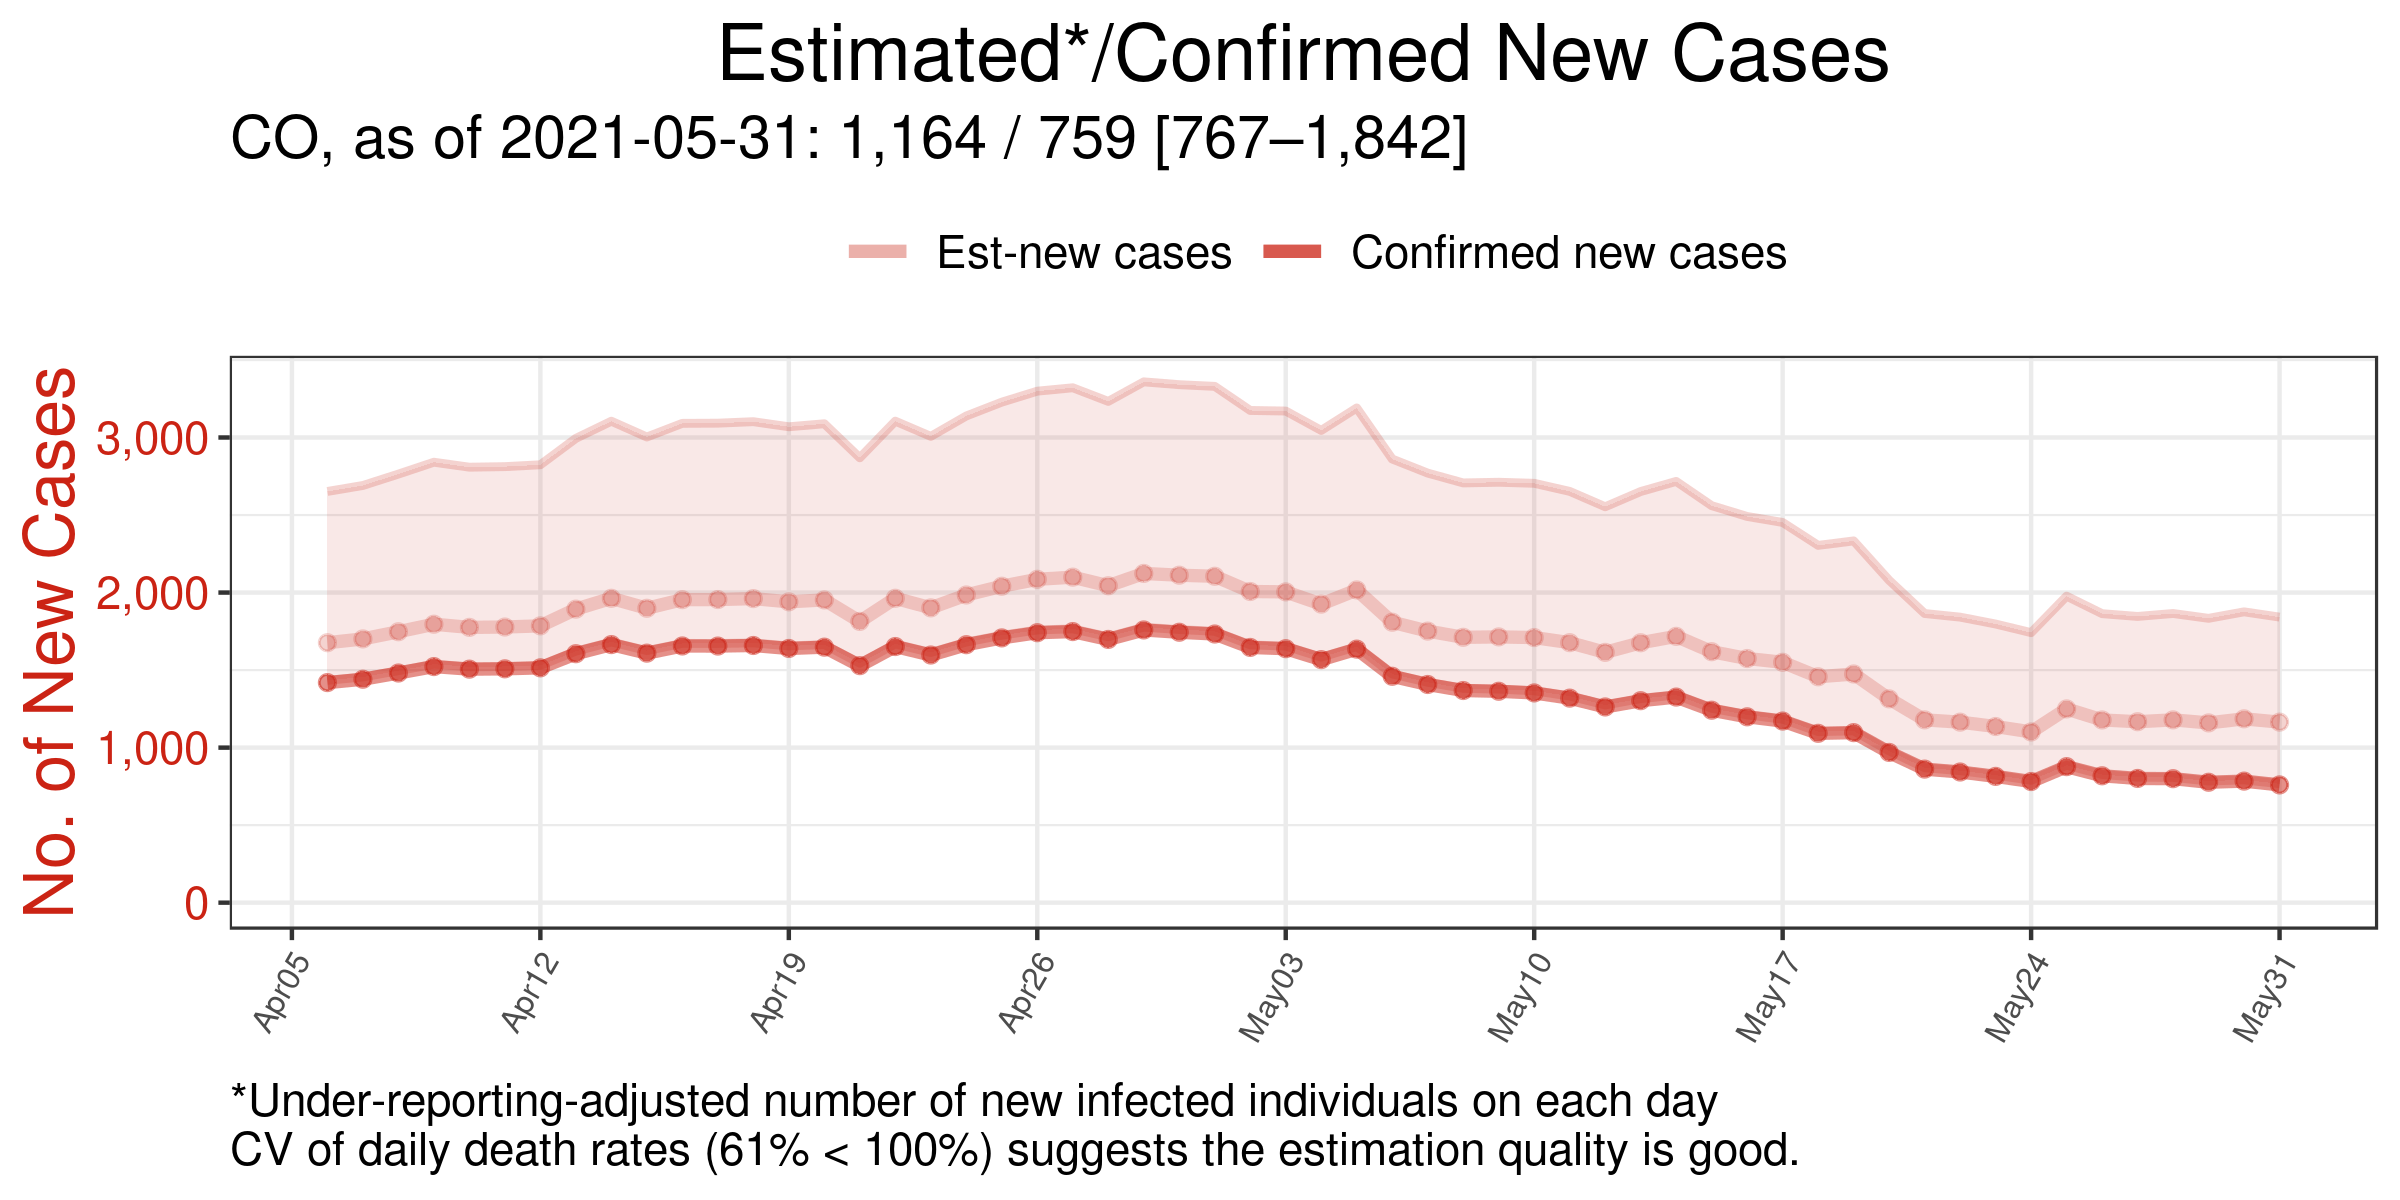 Estimated*/Confirmed New Cases
CO, as of 2021-05-31: 1,164 / 759 [767–1,842]
Est-new cases Confirmed new cases
No. of New Cases
3,000
2,000
1,000
0
Apr05 Apr12 Apr19 Apr26 May03 May10 May17 May24 May31
*Under-reporting-adjusted number of new infected individuals on each day
CV of daily death rates (61% < 100%) suggests the estimation quality is good.